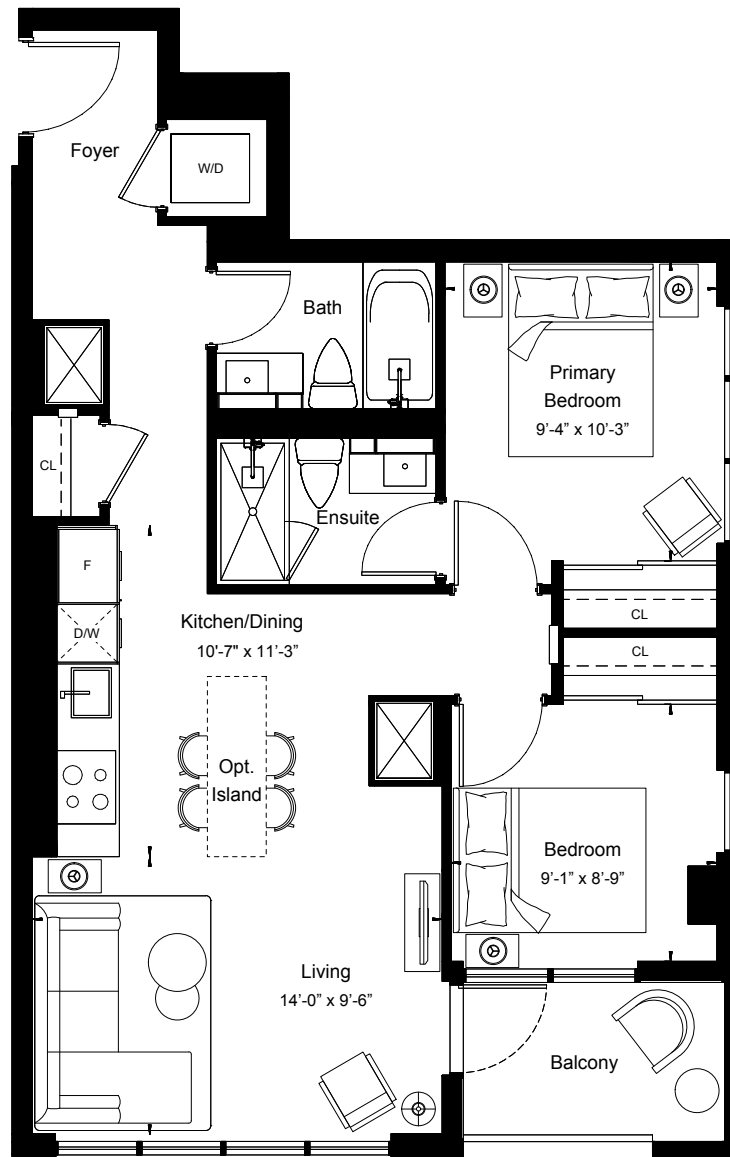 Foyer
W/D
Bath
Primary
Bedroom
9'-4" x 10'-3"
CL
Ensuite
F
CL
D/W
Kitchen/Dining
10'-7" x 11'-3"
CL
Opt.
Island
Bedroom
9'-1" x 8'-9"
Living
14'-0" x 9'-6"
Balcony